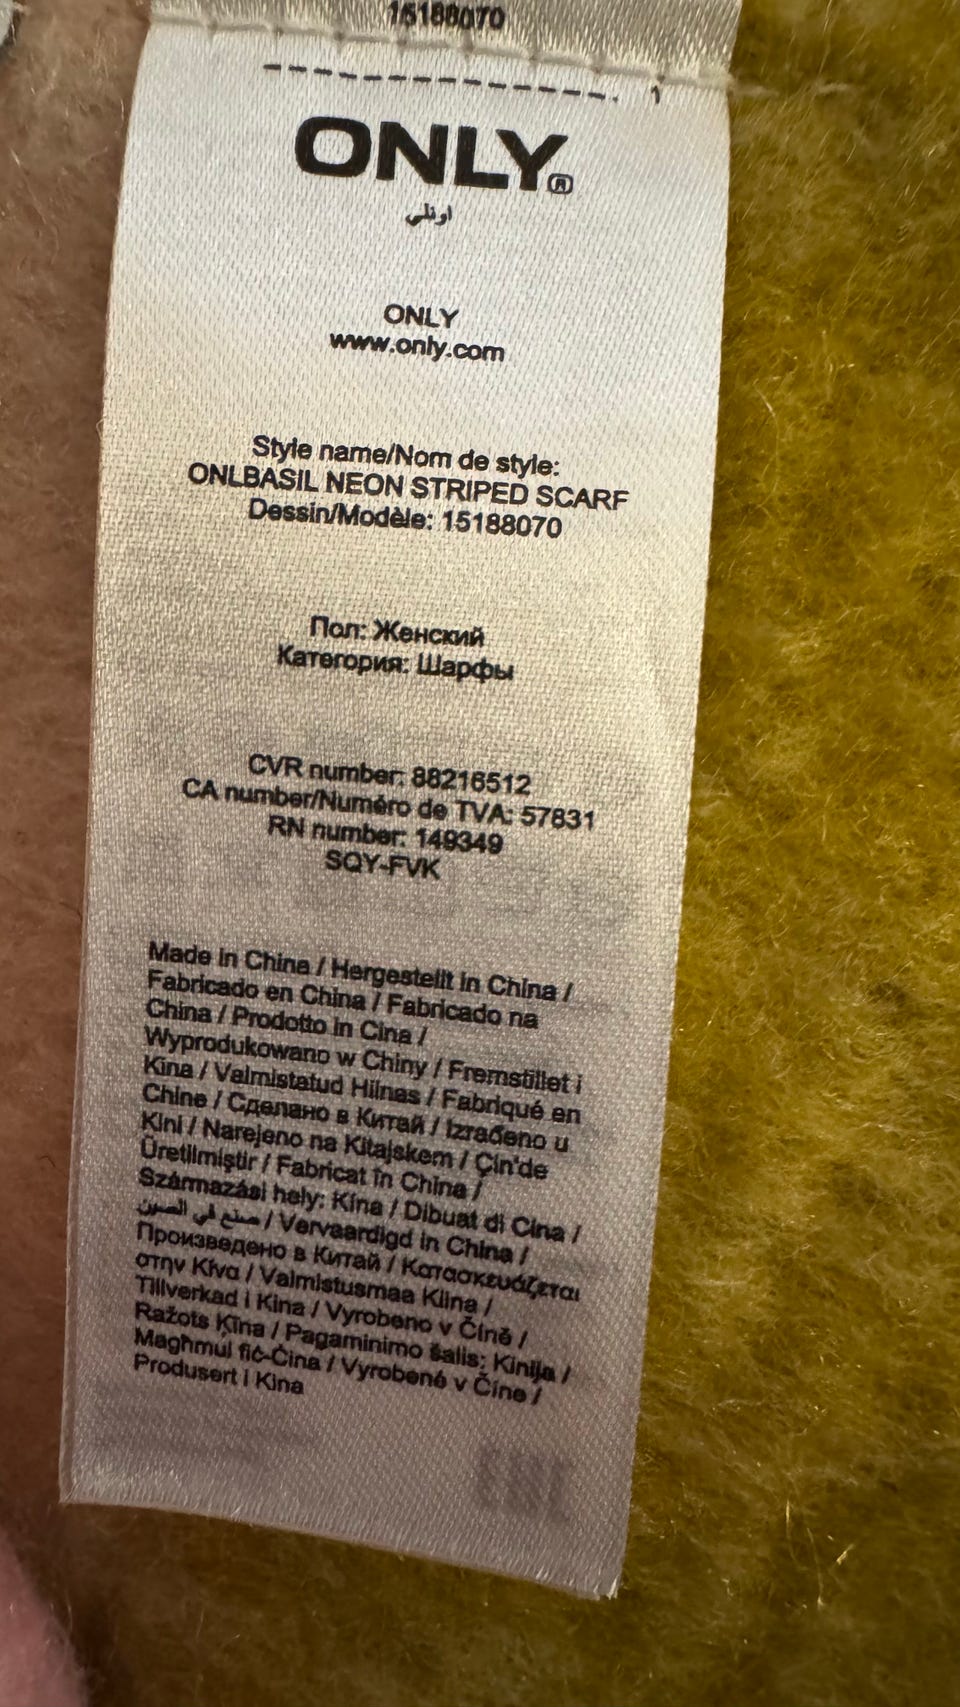 15188070
1
ONLY®
اونلي
ONLY
www.only.com
Style name/Nom de style:
ONLBASIL NEON STRIPED SCARF
Dessin/Modèle: 15188070
Пол: Женский
Категория: Шарфы
CVR number: 88216512
CA number/Numéro de TVA: 57831
RN number: 149349
SQY-FVK
Made in China / Hergestellt in China /
Fabricado en China / Fabricado na
China / Prodotto in Cina /
Wyprodukowano w Chiny / Fremstillet i
Kina / Valmistatud Hiinas / Fabriqué en
Chine / Сделано в Китай / Izrađeno u
Kini / Narejeno na Kitajskem / Çin'de
Üretilmiştir / Fabricat în China /
Származási hely: Kína / Dibuat di Cina /
صنع في الصين / Vervaardigd in China /
Произведено в Китай / Κατασκευάζεται
στην Κίνα / Valmistusmaa Kiina /
Tillverkad i Kina / Vyrobeno v Číně /
Ražots Ķīna / Pagaminimo šalis: Kinija /
Magħmul fiċ-Ċina / Vyrobené v Číne /
Produsert i Kina